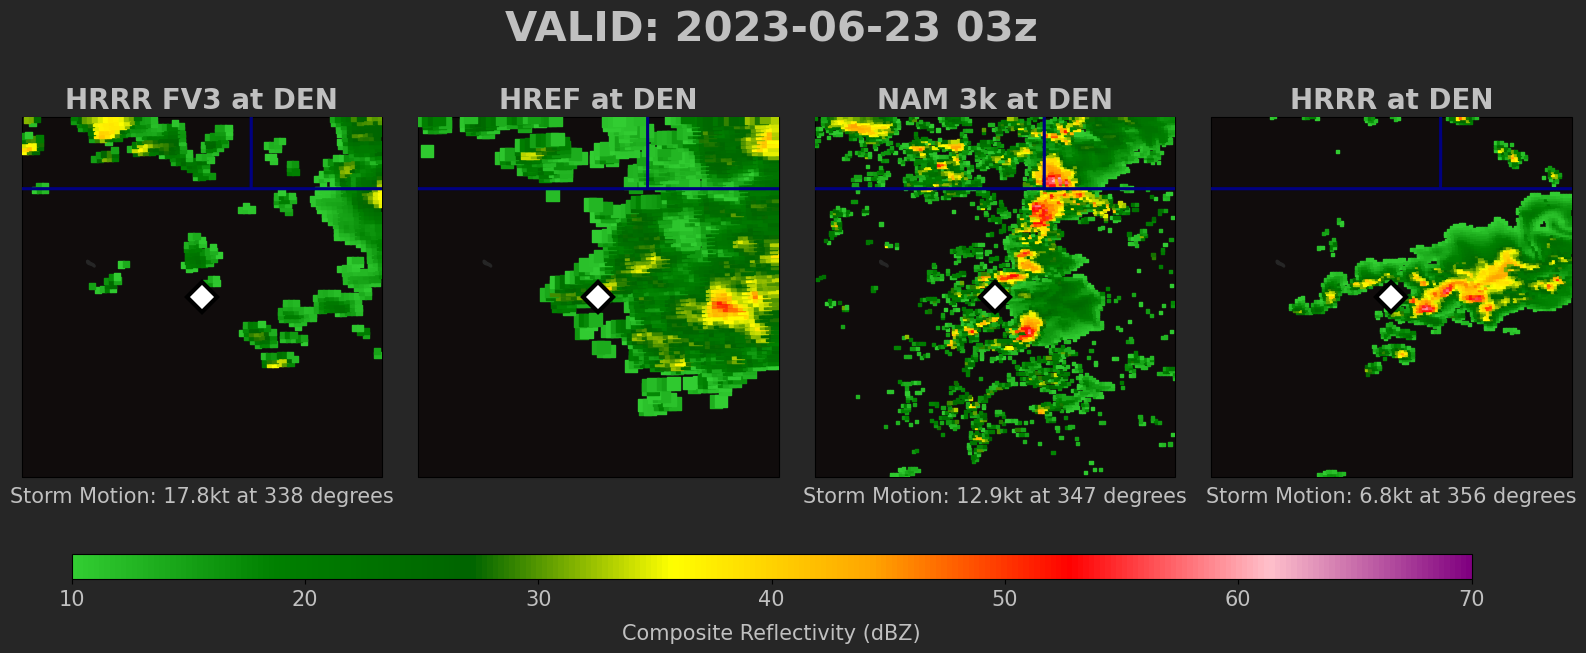 VALID: 2023-06-23 03z
HRRR FV3 at DEN
HREF at DEN
NAM 3k at DEN
HRRR at DEN
Storm Motion: 17.8kt at 338 degrees
Storm Motion: 12.9kt at 347 degrees
Storm Motion: 6.8kt at 356 degrees
10 20 30 40 50 60 70
Composite Reflectivity (dBZ)